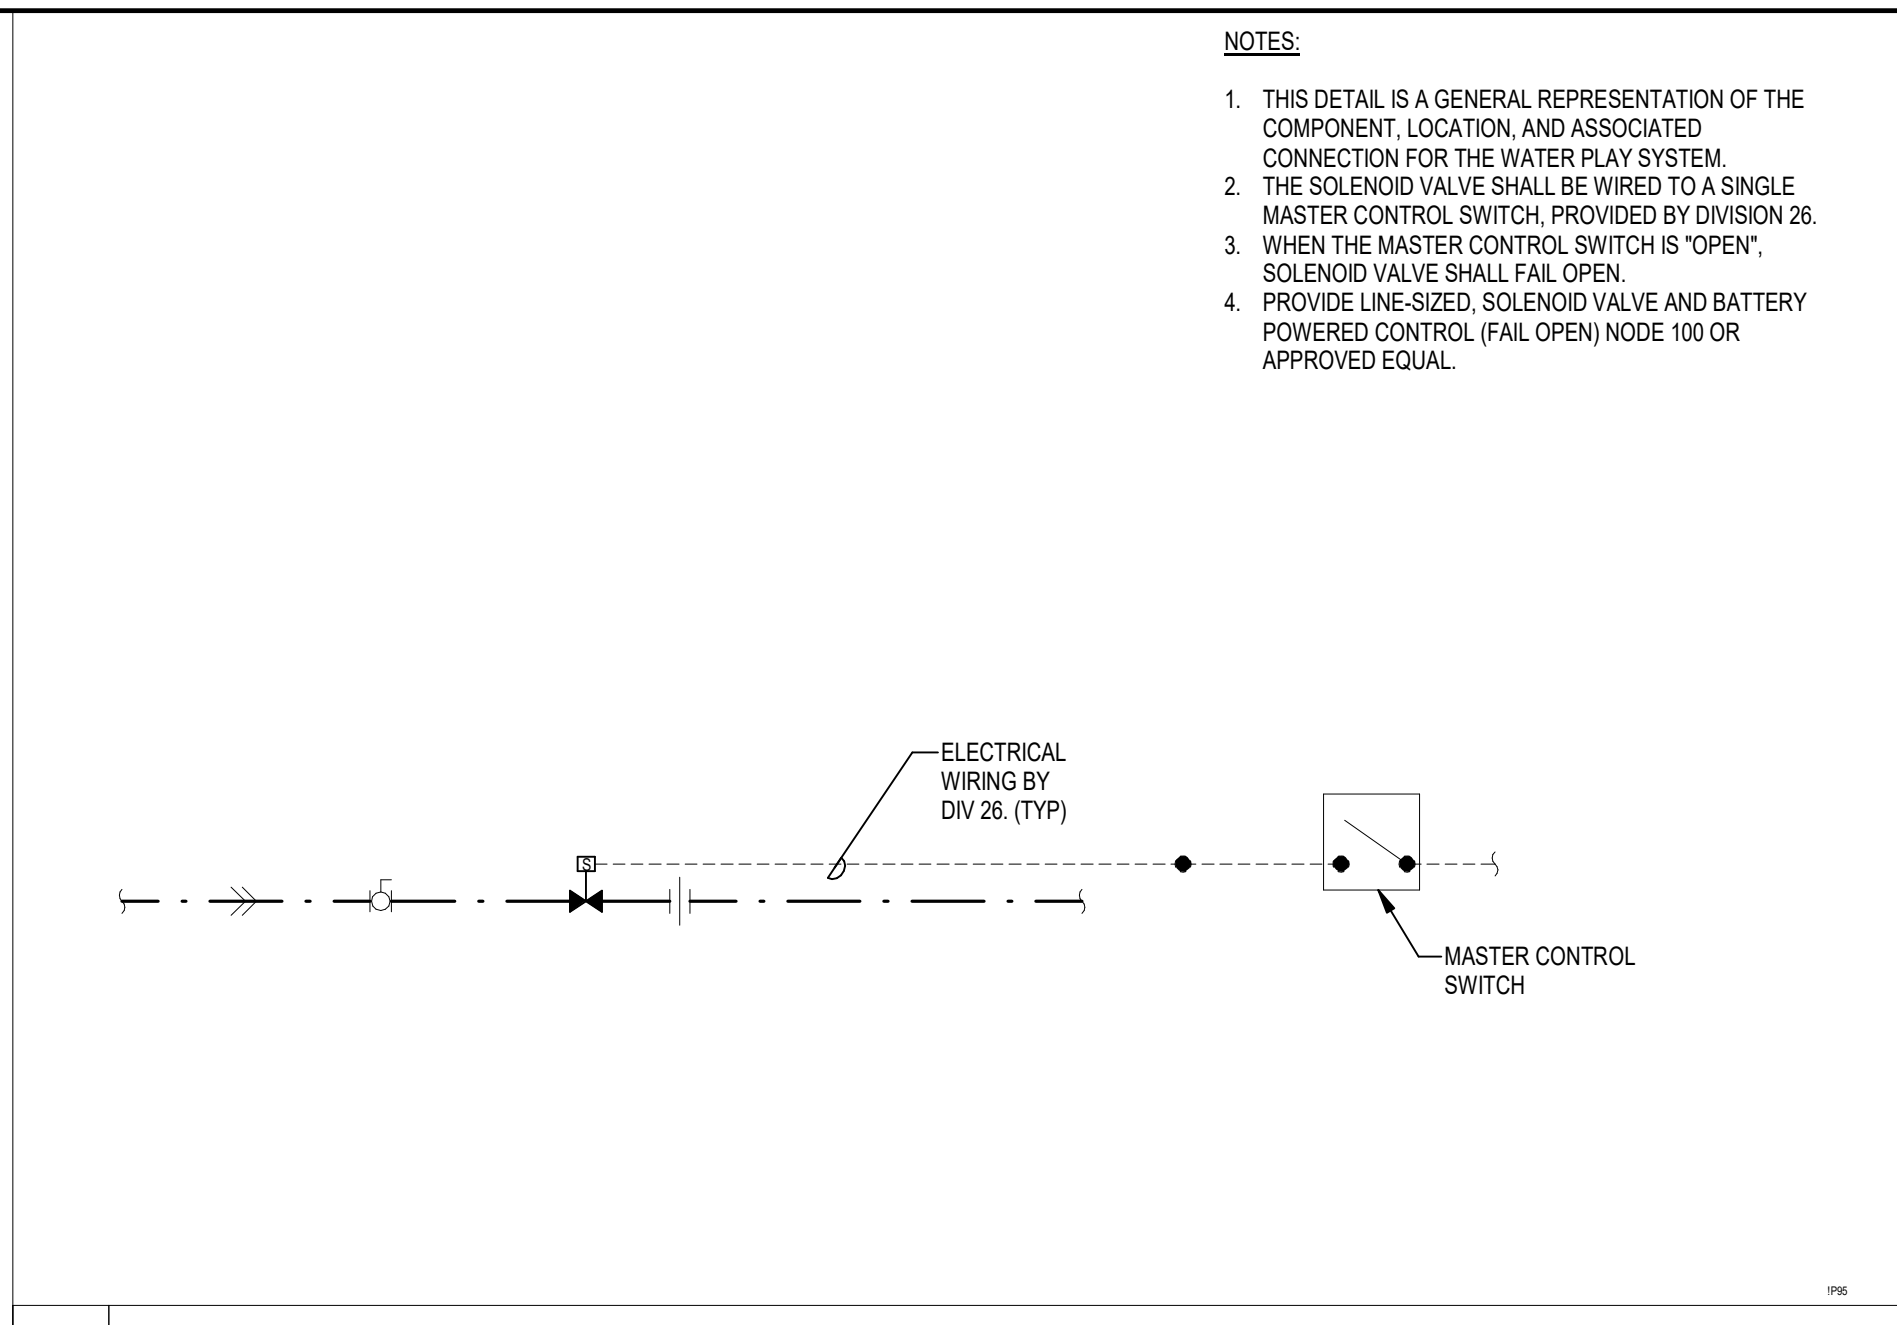 NOTES:
1. THIS DETAIL IS A GENERAL REPRESENTATION OF THE
COMPONENT, LOCATION, AND ASSOCIATED
CONNECTION FOR THE WATER PLAY SYSTEM.
2. THE SOLENOID VALVE SHALL BE WIRED TO A SINGLE
MASTER CONTROL SWITCH, PROVIDED BY DIVISION 26.
3. WHEN THE MASTER CONTROL SWITCH IS "OPEN",
SOLENOID VALVE SHALL FAIL OPEN.
4. PROVIDE LINE-SIZED, SOLENOID VALVE AND BATTERY
POWERED CONTROL (FAIL OPEN) NODE 100 OR
APPROVED EQUAL.
ELECTRICAL
WIRING BY
DIV 26. (TYP)
S
MASTER CONTROL
SWITCH
!P95